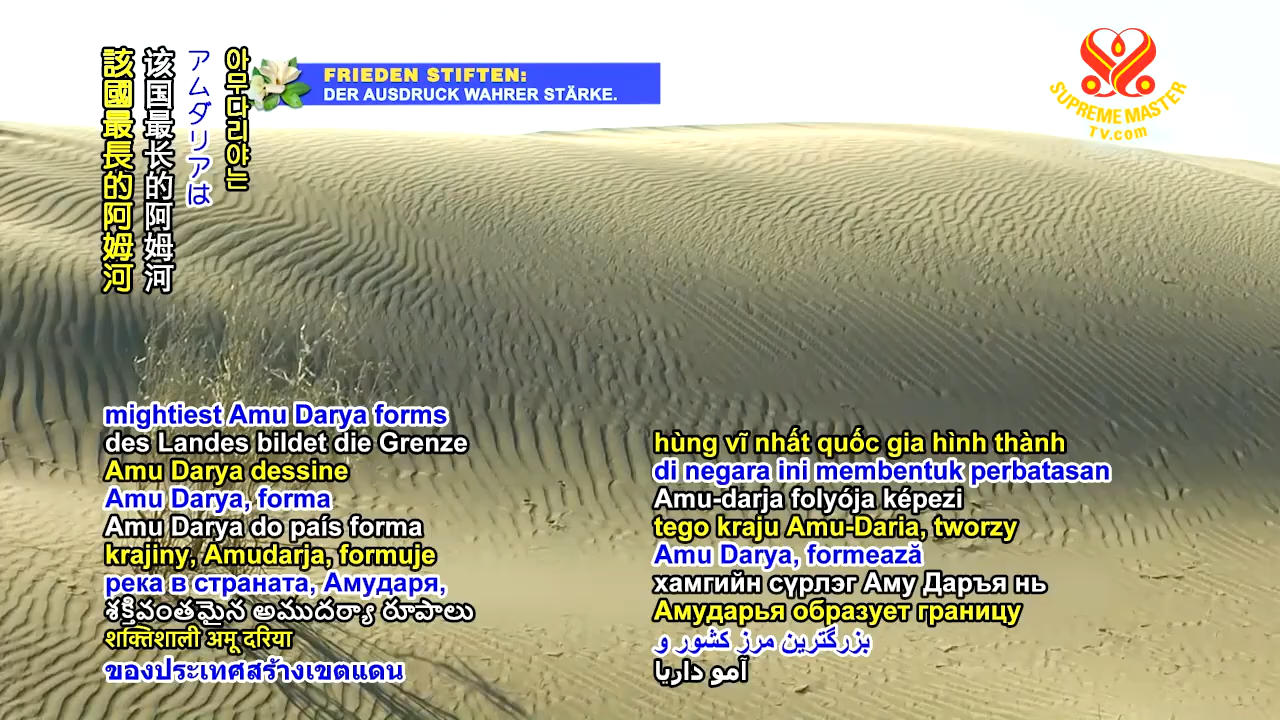 아무다리야는
アムダリアは
该国最长的阿姆河
該國最長的阿姆河
FRIEDEN STIFTEN:
DER AUSDRUCK WAHRER STÄRKE.
SUPREME MASTER
TV.com
mightiest Amu Darya forms
des Landes bildet die Grenze
Amu Darya dessine
Amu Darya, forma
Amu Darya do país forma
krajiny, Amudarja, formuje
река в страната, Амударя,
శక్తివంతమైన అముదర్యా రూపాలు
शक्तिशाली अमू दरिया
ของประเทศสร้างเขตแดน
hùng vĩ nhất quốc gia hình thành
di negara ini membentuk perbatasan
Amu-darja folyója képezi
tego kraju Amu-Daria, tworzy
Amu Darya, formează
хамгийн сүрлэг Аму Даръя нь
Амударья образует границу
بزرگترین مرز کشور و
آمو داریا